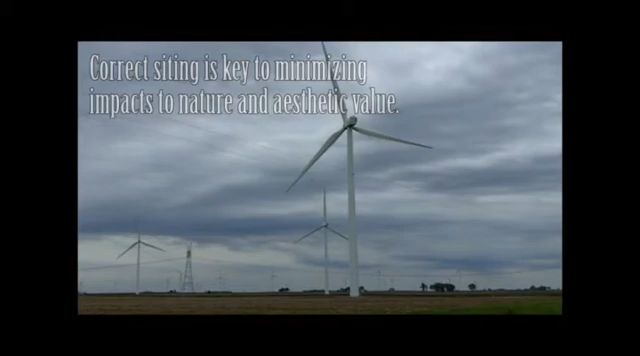 Correct siting is key to minimizing
impacts to nature and aesthetic value.